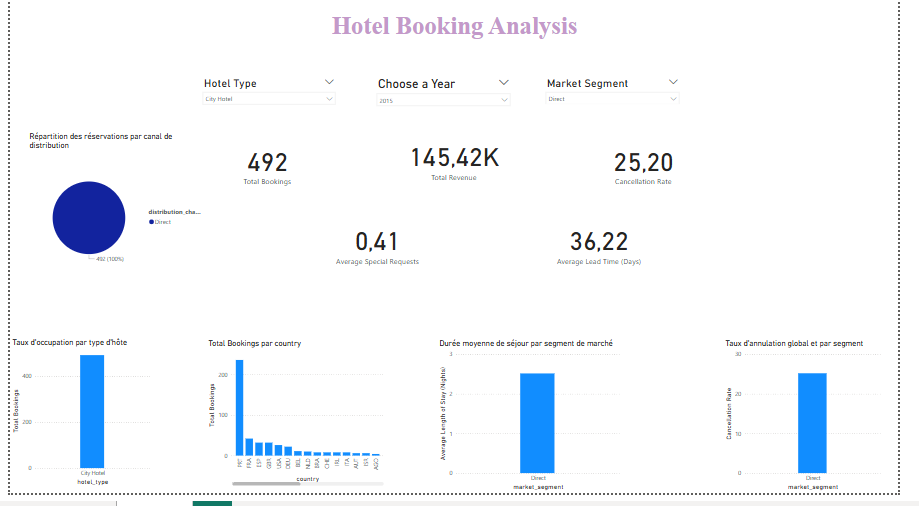 Hotel Booking Analysis
Hotel Type
City Hotel
Choose a Year
2015
Market Segment
Direct
Répartition des réservations par canal de
distribution
distribution_cha...
Direct
492 (100%)
492
Total Bookings
145,42K
Total Revenue
25,20
Cancellation Rate
0,41
Average Special Requests
36,22
Average Lead Time (Days)
Taux d'occupation par type d'hôte
Total Bookings
400
200
0
City Hotel
hotel_type
Total Bookings par country
Total Bookings
200
100
0
PRT
FRA
ESP
GBR
USA
DEU
BEL
NLD
BRA
CHE
IRL
ITA
AUT
ISR
AGO
country
Durée moyenne de séjour par segment de marché
Average Length of Stay (Nights)
3
2
1
0
Direct
market_segment
Taux d'annulation global et par segment
Cancellation Rate
30
20
10
0
Direct
market_segment